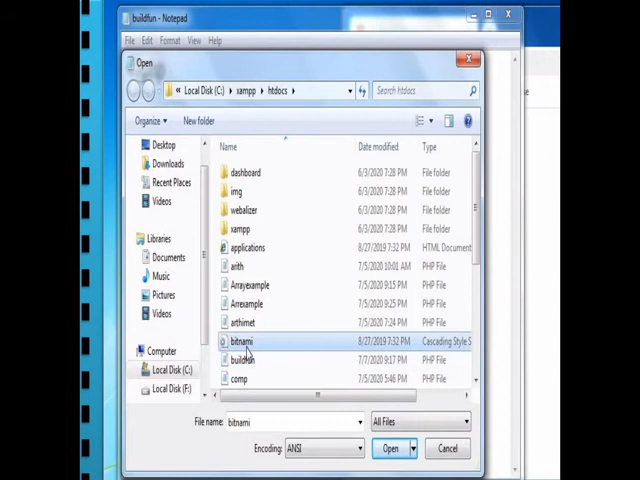 buildfun - Notepad
File Edit Format View Help
Open
« Local Disk (C:) ▸ xampp ▸ htdocs ▸ Search htdocs
Organize New folder
Name Date modified Type
Desktop
Downloads
Recent Places
Videos
Libraries
Documents
Music
Pictures
Videos
Computer
Local Disk (C:)
Local Disk (F:)
dashboard 6/3/2020 7:28 PM File folder
img 6/3/2020 7:28 PM File folder
webalizer 6/3/2020 7:28 PM File folder
xampp 6/3/2020 7:28 PM File folder
applications 8/27/2019 7:32 PM HTML Document
arith 7/5/2020 10:01 AM PHP File
Arrayexample 7/5/2020 9:15 PM PHP File
Arrexample 7/5/2020 9:25 PM PHP File
arthimet 7/5/2020 7:24 PM PHP File
bitnami 8/27/2019 7:32 PM Cascading Style S
buildfun 7/7/2020 9:17 PM PHP File
comp 7/5/2020 5:46 PM PHP File
File name: bitnami All Files
Encoding: ANSI Open Cancel